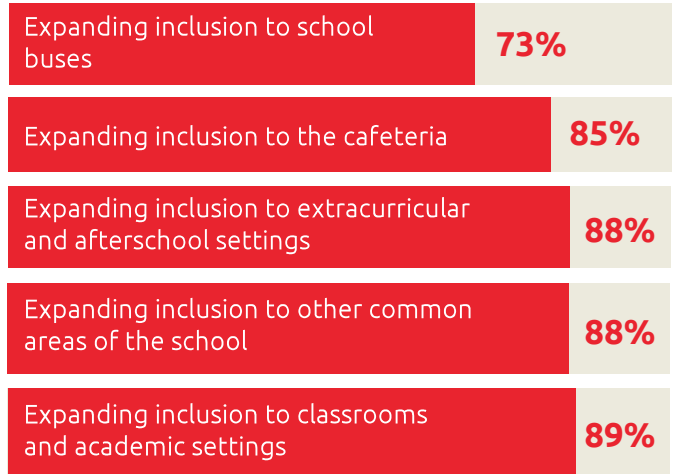 Expanding inclusion to school
buses
73%
Expanding inclusion to the cafeteria
85%
Expanding inclusion to extracurricular
and afterschool settings
88%
Expanding inclusion to other common
areas of the school
88%
Expanding inclusion to classrooms
and academic settings
89%